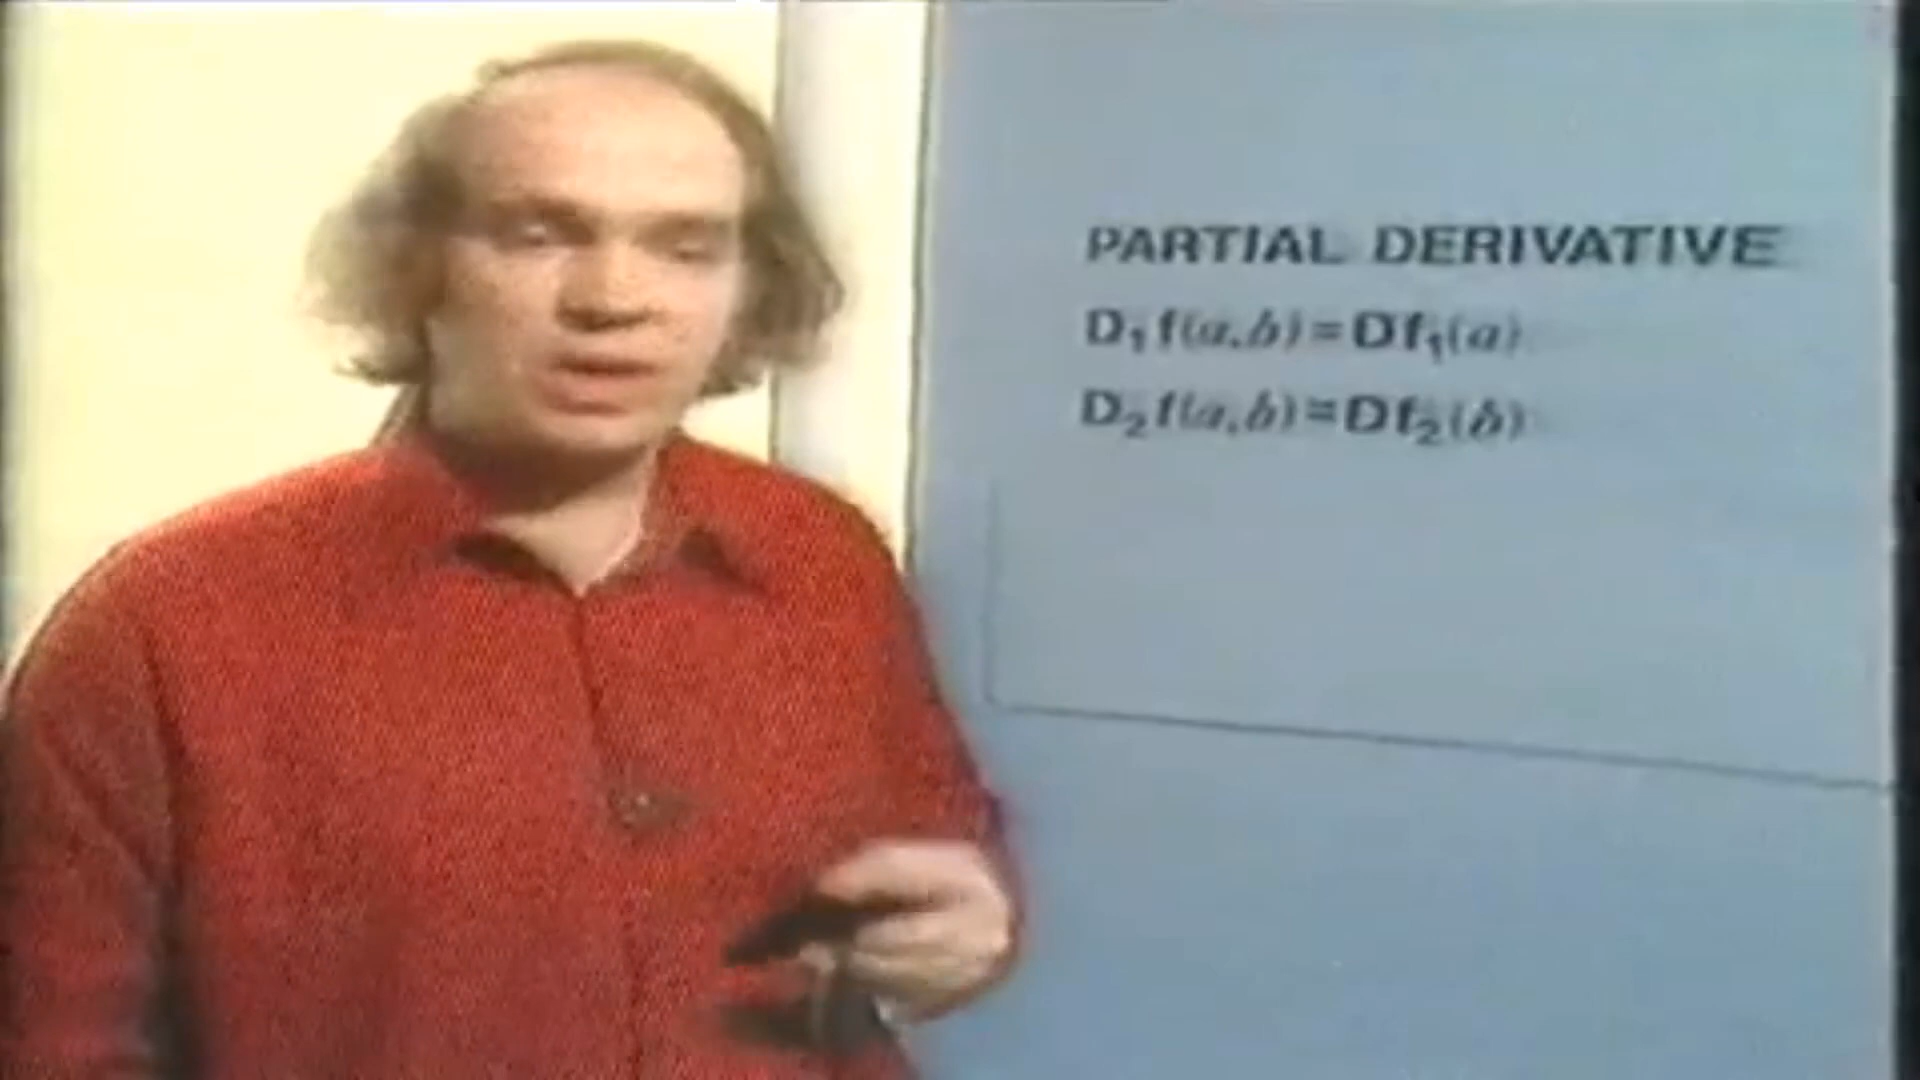 PARTIAL DERIVATIVE
D₁f(a,b)=Df₁(a)
D₂f(a,b)=Df₂(b)